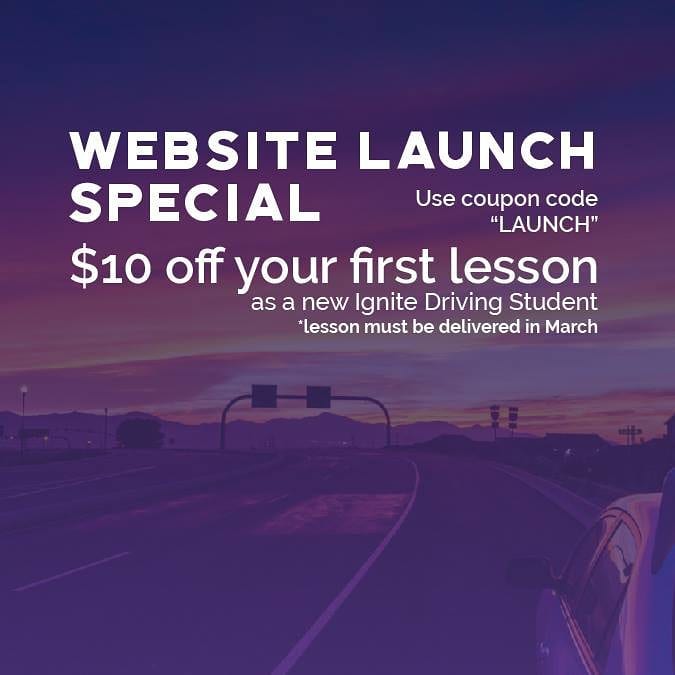 WEBSITE LAUNCH
SPECIAL
Use coupon code
“LAUNCH”
$10 off your first lesson
as a new Ignite Driving Student
*lesson must be delivered in March